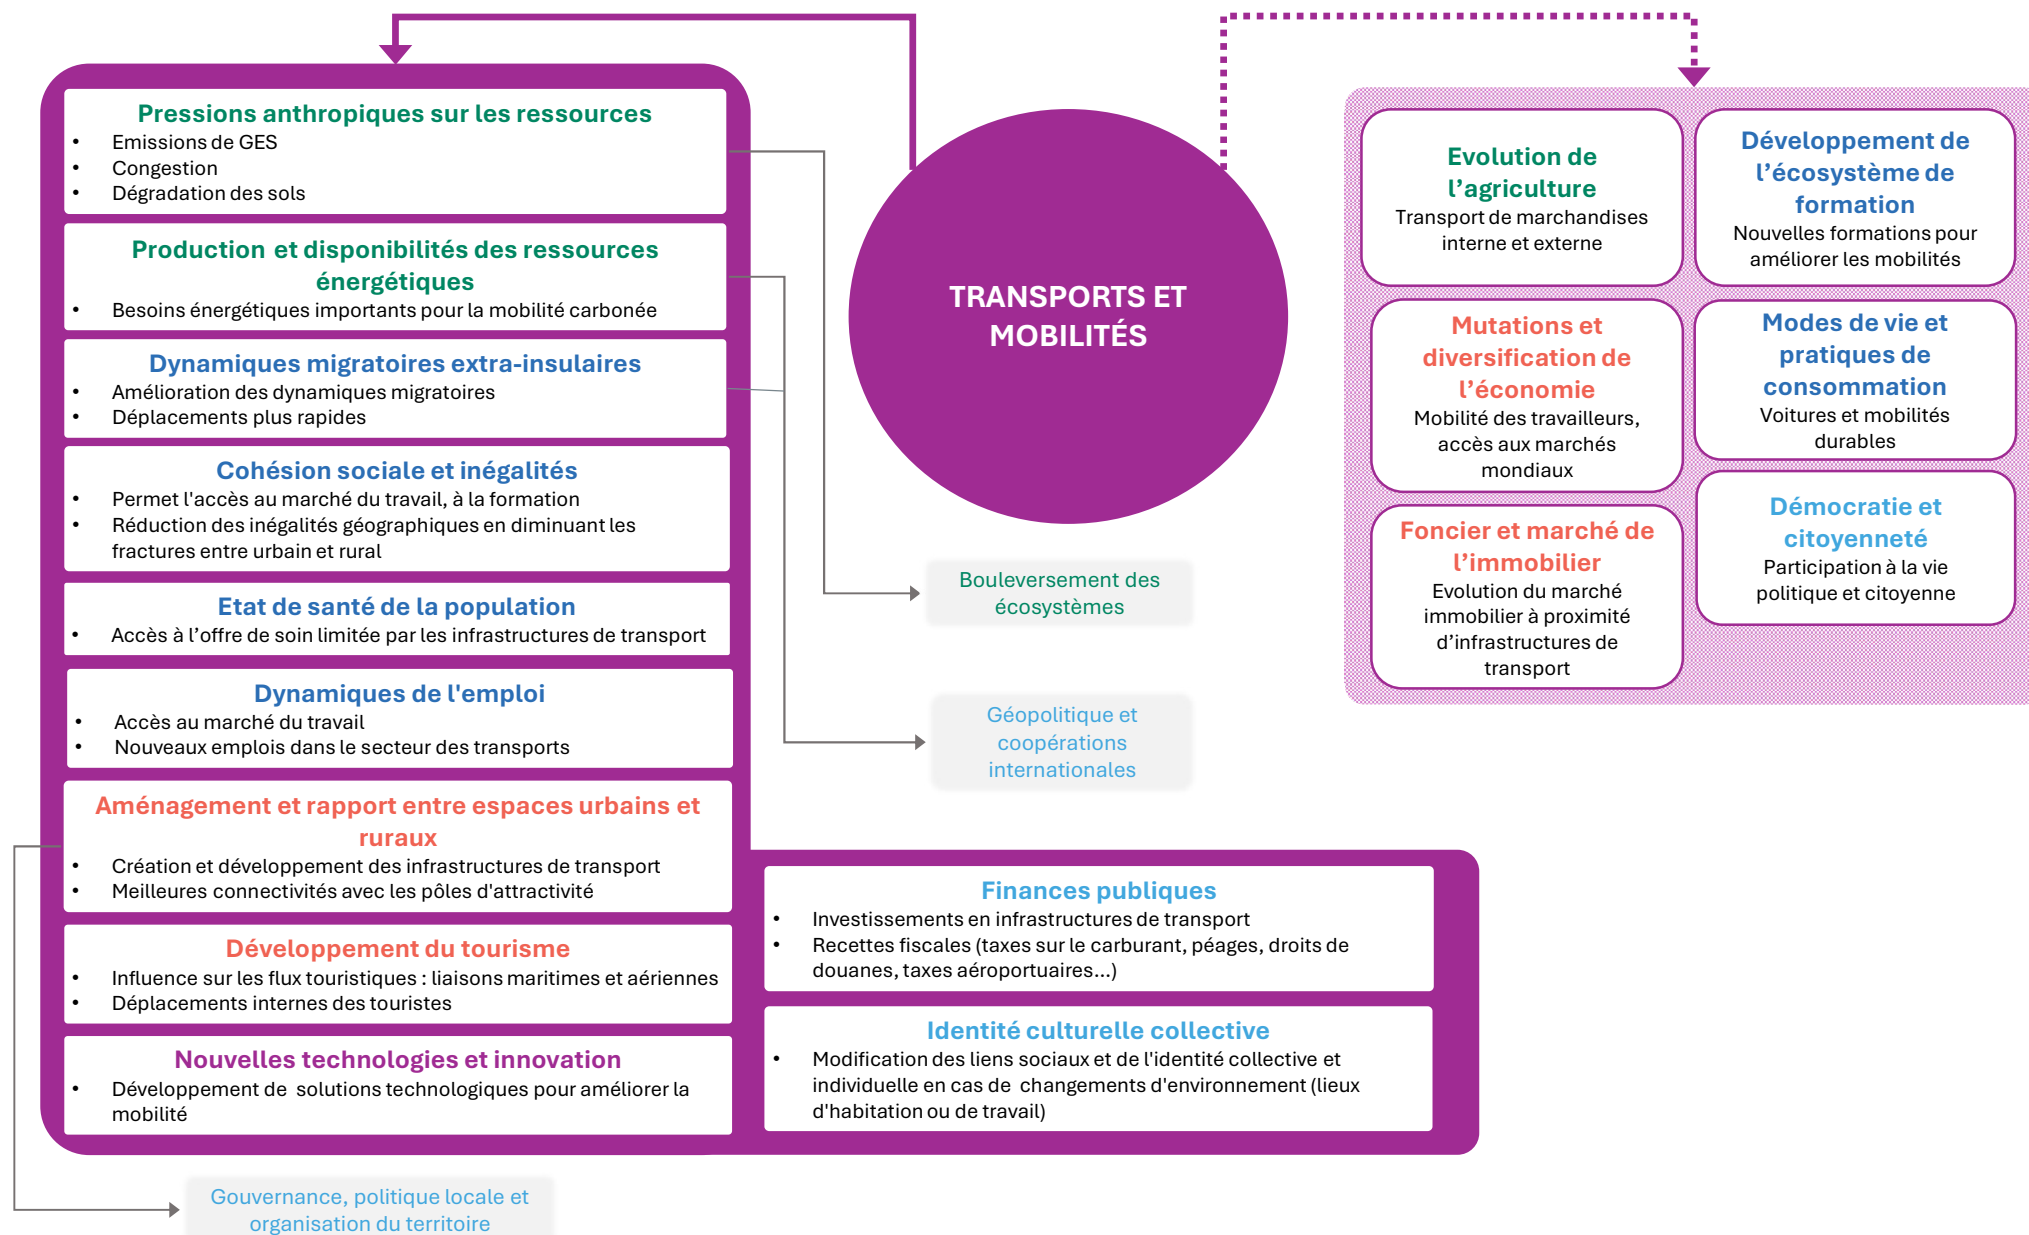 Pressions anthropiques sur les ressources
• Emissions de GES
• Congestion
• Dégradation des sols
Production et disponibilités des ressources
énergétiques
• Besoins énergétiques importants pour la mobilité carbonée
Dynamiques migratoires extra-insulaires
• Amélioration des dynamiques migratoires
• Déplacements plus rapides
Cohésion sociale et inégalités
• Permet l'accès au marché du travail, à la formation
• Réduction des inégalités géographiques en diminuant les
fractures entre urbain et rural
Etat de santé de la population
• Accès à l’offre de soin limitée par les infrastructures de transport
Dynamiques de l'emploi
• Accès au marché du travail
• Nouveaux emplois dans le secteur des transports
Aménagement et rapport entre espaces urbains et
ruraux
• Création et développement des infrastructures de transport
• Meilleures connectivités avec les pôles d'attractivité
Développement du tourisme
• Influence sur les flux touristiques : liaisons maritimes et aériennes
• Déplacements internes des touristes
Nouvelles technologies et innovation
• Développement de solutions technologiques pour améliorer la
mobilité
Finances publiques
• Investissements en infrastructures de transport
• Recettes fiscales (taxes sur le carburant, péages, droits de
douanes, taxes aéroportuaires...)
Identité culturelle collective
• Modification des liens sociaux et de l'identité collective et
individuelle en cas de changements d'environnement (lieux
d'habitation ou de travail)
Gouvernance, politique locale et
organisation du territoire
TRANSPORTS ET
MOBILITÉS
Bouleversement des
écosystèmes
Géopolitique et
coopérations
internationales
Evolution de
l’agriculture
Transport de marchandises
interne et externe
Développement de
l’écosystème de
formation
Nouvelles formations pour
améliorer les mobilités
Mutations et
diversification de
l’économie
Mobilité des travailleurs,
accès aux marchés
mondiaux
Modes de vie et
pratiques de
consommation
Voitures et mobilités
durables
Foncier et marché de
l’immobilier
Evolution du marché
immobilier à proximité
d’infrastructures de
transport
Démocratie et
citoyenneté
Participation à la vie
politique et citoyenne